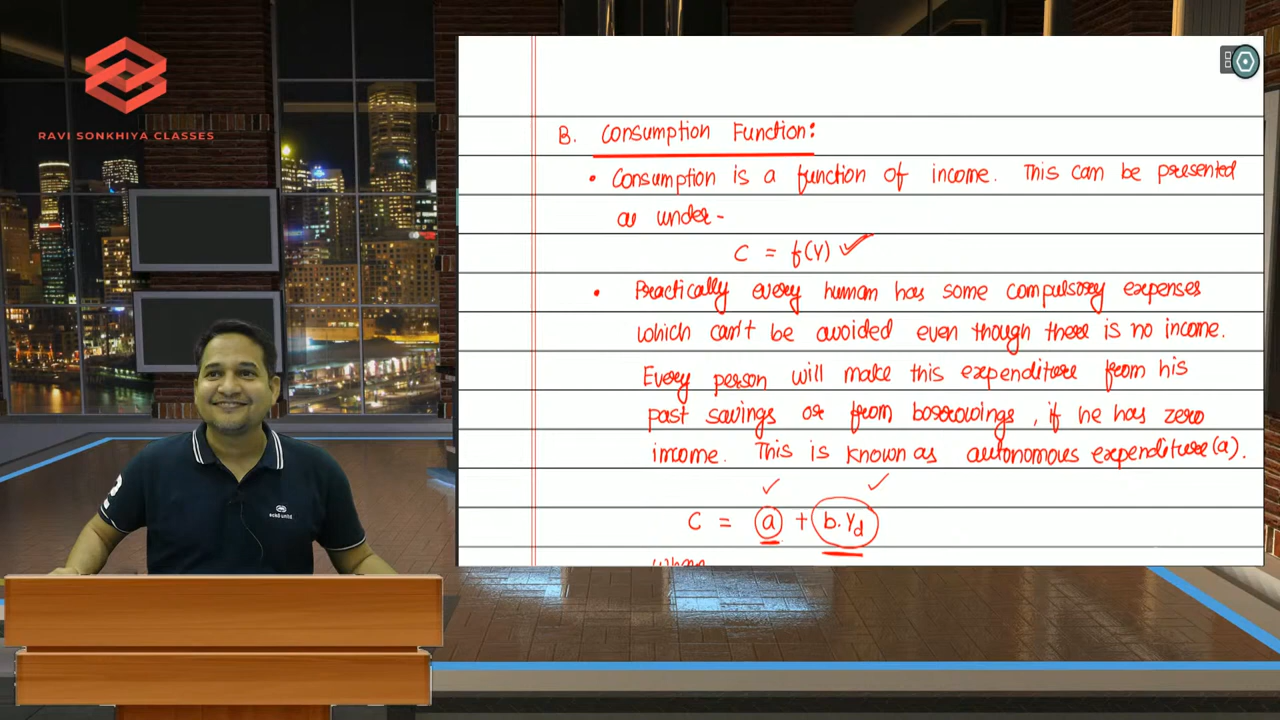 RAVI SONKHIYA CLASSES
B. Consumption Function:
• Consumption is a function of income. This can be presented
as under-
C = f(Y) ✓
• Practically every human has some compulsory expenses
which can't be avoided even though there is no income.
Every person will make this expenditure from his
past savings or from borrowings, if he has zero
income. This is known as autonomous expenditure (a).
C = a + b.Yd
where